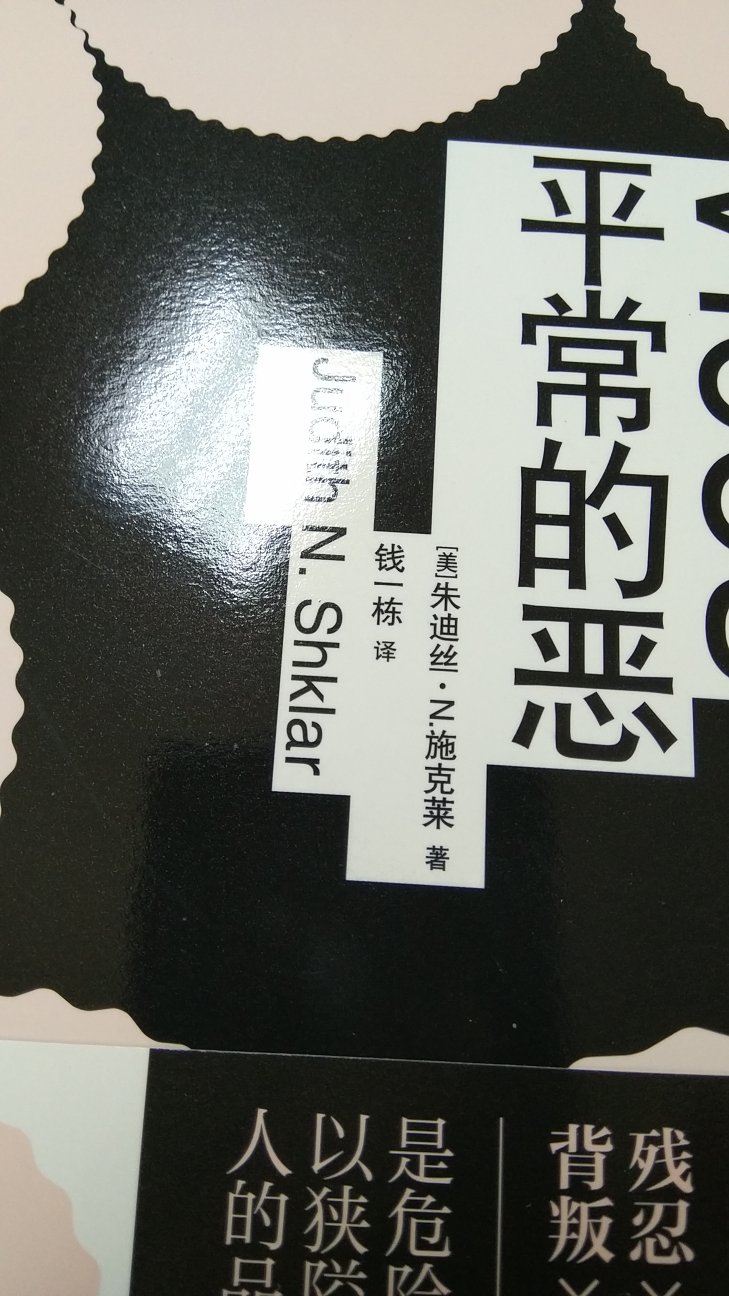 平常的恶
[美]朱迪丝·N.施克莱 著
钱一栋 译
Judith N. Shklar
残忍
背叛
是危险
以狭隘
人的品